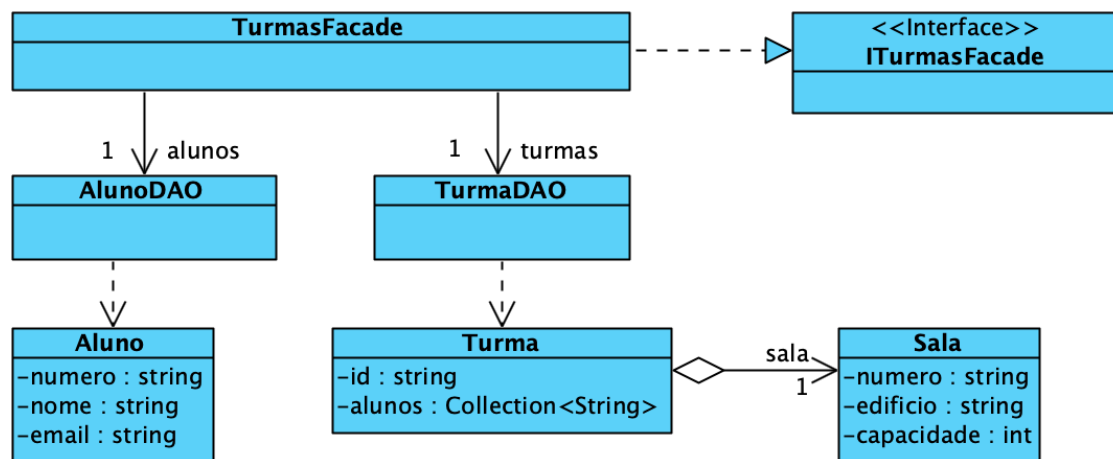 TurmasFacade
<<Interface>>
ITurmasFacade
1 alunos
1 turmas
AlunoDAO
TurmaDAO
Aluno
-numero : string
-nome : string
-email : string
Turma
-id : string
-alunos : Collection<String>
sala
1
Sala
-numero : string
-edificio : string
-capacidade : int